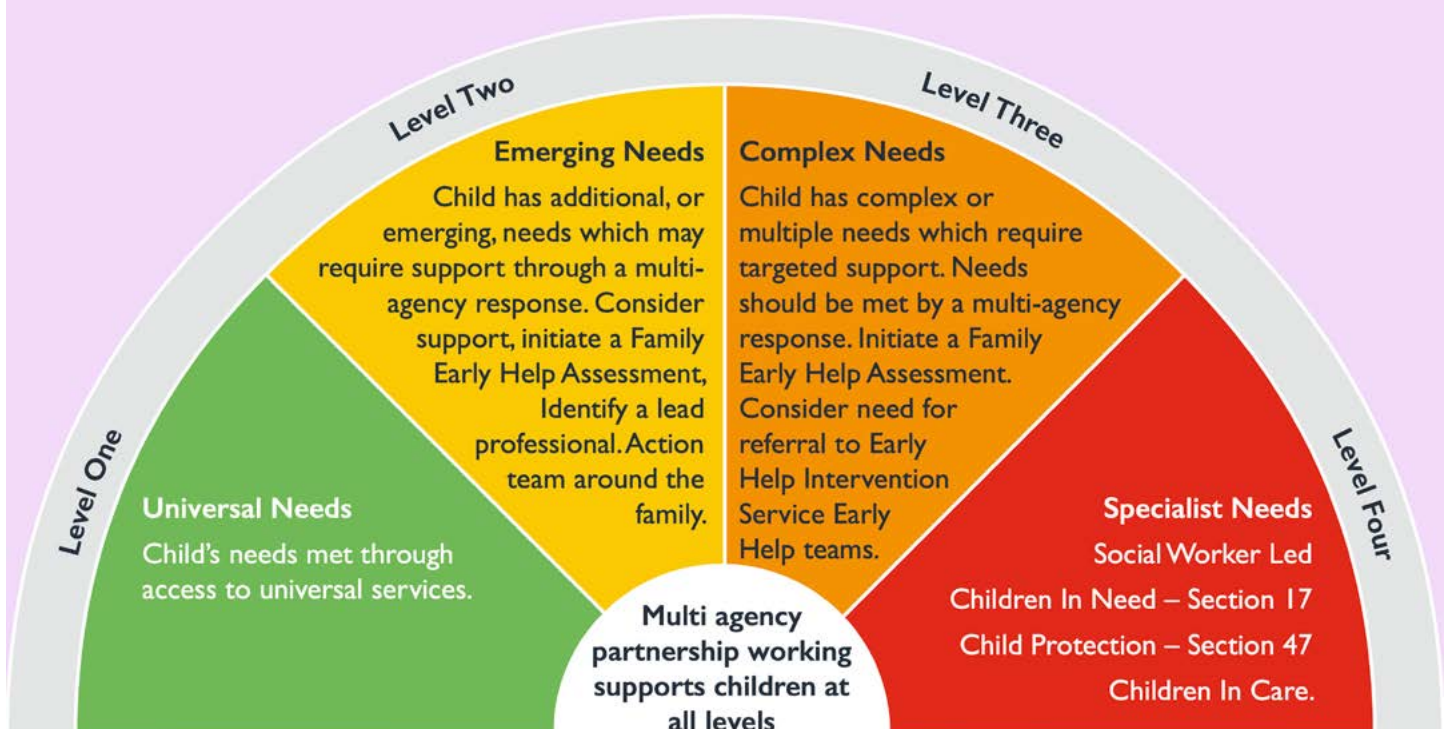 Level One
Universal Needs
Child's needs met through
access to universal services.
Level Two
Emerging Needs
Child has additional, or
emerging, needs which may
require support through a multi-
agency response. Consider
support, initiate a Family
Early Help Assessment,
Identify a lead
professional. Action
team around the
family.
Level Three
Complex Needs
Child has complex or
multiple needs which require
targeted support. Needs
should be met by a multi-agency
response. Initiate a Family
Early Help Assessment.
Consider need for
referral to Early
Help Intervention
Service Early
Help teams.
Level Four
Specialist Needs
Social Worker Led
Children In Need – Section 17
Child Protection – Section 47
Children In Care.
Multi agency
partnership working
supports children at
all levels